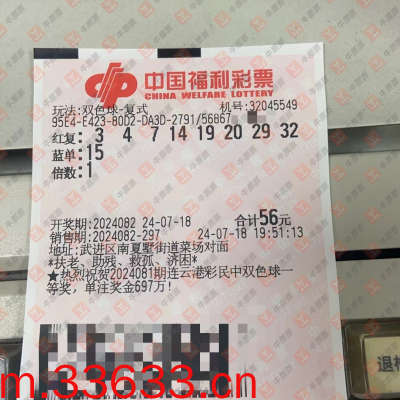 中国福利彩票
CHINA WELFARE LOTTERY
玩法:双色球-复式 机号:32045549
95E4-E423-80D2-DA3D-2791/56867
红复: 3 4 7 14 19 20 29 32
蓝单:15
倍数:1
开奖期:2024082 24-07-18 合计56元
销售期:2024082-297 24-07-18 19:51:13
地址:武进区南夏墅街道菜场对面
*扶老、助残、救孤、济困*
★热烈祝贺2024081期连云港彩民中双色球一
等奖，单注奖金697万!
m.33633.cn